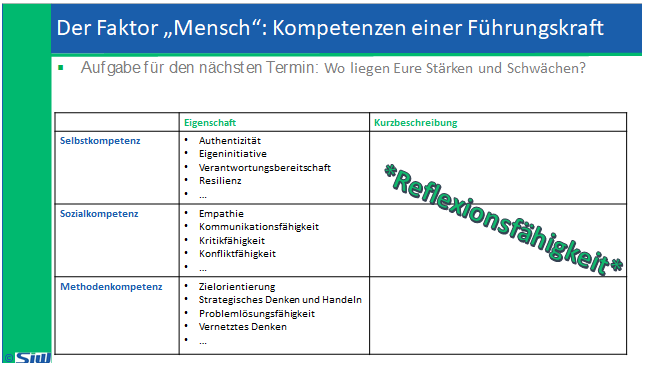 Der Faktor „Mensch“: Kompetenzen einer Führungskraft
▪ Aufgabe für den nächsten Termin: Wo liegen Eure Stärken und Schwächen?
Eigenschaft Kurzbeschreibung
Selbstkompetenz
• Authentizität
• Eigeninitiative
• Verantwortungsbereitschaft
• Resilienz
• ...
*Reflexionsfähigkeit*
Sozialkompetenz
• Empathie
• Kommunikationsfähigkeit
• Kritikfähigkeit
• Konfliktfähigkeit
• ...
Methodenkompetenz
• Zielorientierung
• Strategisches Denken und Handeln
• Problemlösungsfähigkeit
• Vernetztes Denken
• ...